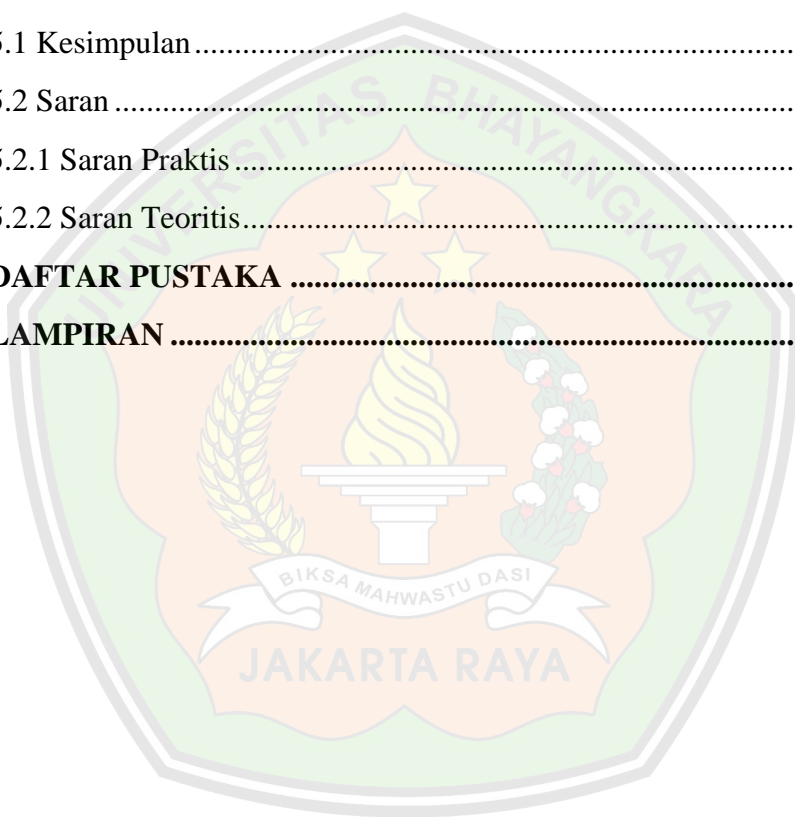 5.1 Kesimpulan........................................................................
5.2 Saran..................................................................................
5.2.1 Saran Praktis...................................................................
5.2.2 Saran Teoritis..................................................................
DAFTAR PUSTAKA ................................................................
LAMPIRAN...............................................................................
UNIVERSITAS BHAYANGKARA
BIKSA MAHWASTU DASI
JAKARTA RAYA